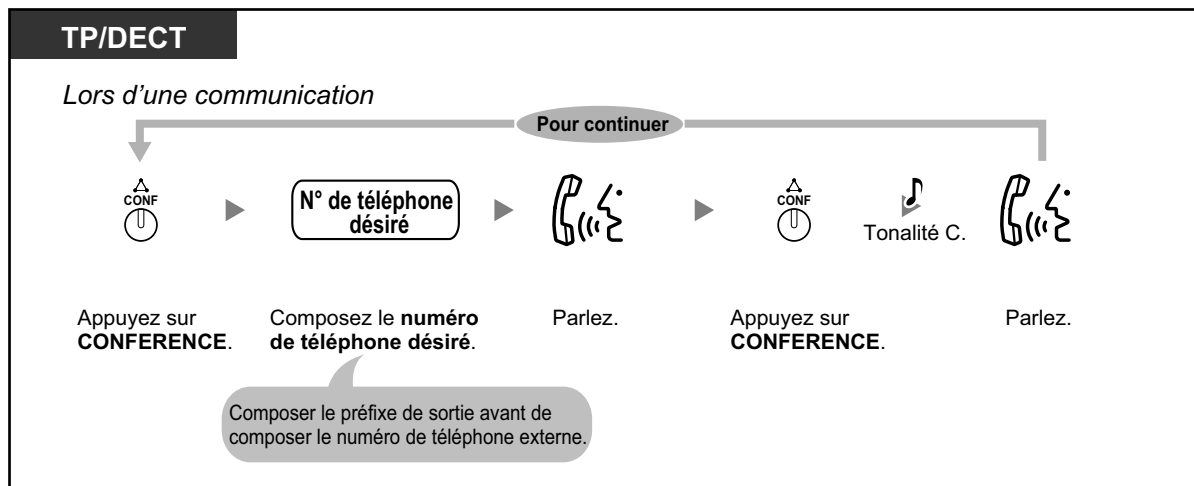 TP/DECT
Lors d'une communication
Pour continuer
CONF
N° de téléphone
désiré
CONF
Tonalité C.
Appuyez sur
CONFERENCE.
Composez le numéro
de téléphone désiré.
Parlez.
Appuyez sur
CONFERENCE.
Parlez.
Composer le préfixe de sortie avant de
composer le numéro de téléphone externe.